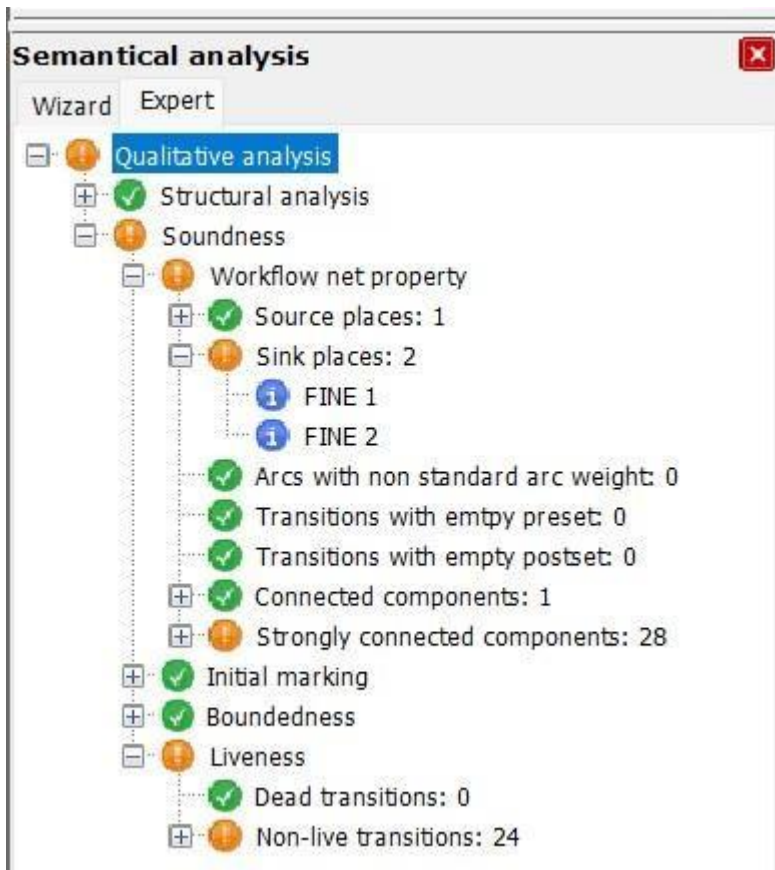 Semantical analysis
Wizard Expert
Qualitative analysis
Structural analysis
Soundness
Workflow net property
Source places: 1
Sink places: 2
FINE 1
FINE 2
Arcs with non standard arc weight: 0
Transitions with emtpy preset: 0
Transitions with empty postset: 0
Connected components: 1
Strongly connected components: 28
Initial marking
Boundedness
Liveness
Dead transitions: 0
Non-live transitions: 24